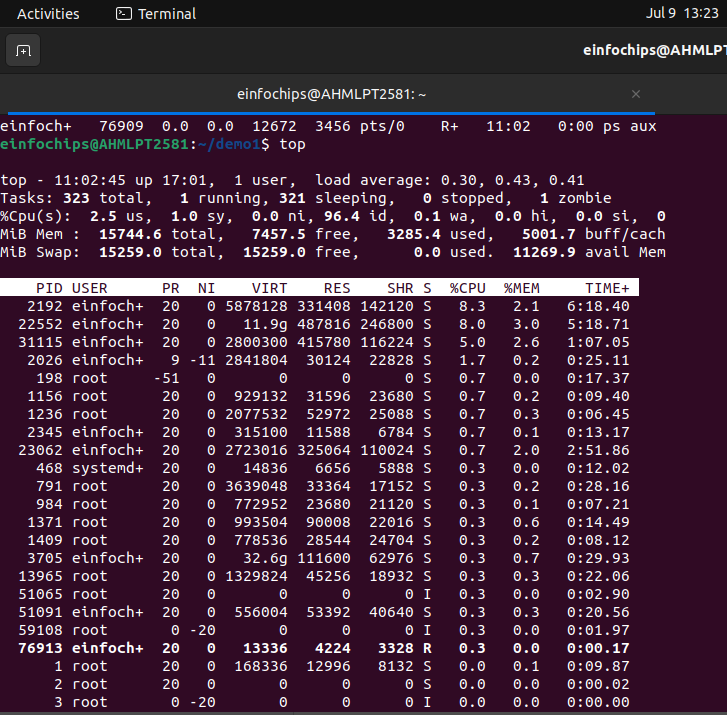 Activities Terminal Jul 9 13:23
einfochips@AHMLPT
einfochips@AHMLPT2581: ~ ×
einfoch+ 76909 0.0 0.0 12672 3456 pts/0 R+ 11:02 0:00 ps aux
einfochips@AHMLPT2581:~/demo1$ top
top - 11:02:45 up 17:01, 1 user, load average: 0.30, 0.43, 0.41
Tasks: 323 total, 1 running, 321 sleeping, 0 stopped, 1 zombie
%Cpu(s): 2.5 us, 1.0 sy, 0.0 ni, 96.4 id, 0.1 wa, 0.0 hi, 0.0 si, 0
MiB Mem : 15744.6 total, 7457.5 free, 3285.4 used, 5001.7 buff/cach
MiB Swap: 15259.0 total, 15259.0 free, 0.0 used. 11269.9 avail Mem
PID USER PR NI VIRT RES SHR S %CPU %MEM TIME+
2192 einfoch+ 20 0 5878128 331408 142120 S 8.3 2.1 6:18.40
22552 einfoch+ 20 0 11.9g 487816 246800 S 8.0 3.0 5:18.71
31115 einfoch+ 20 0 2800300 415780 116224 S 5.0 2.6 1:07.05
2026 einfoch+ 9 -11 2841804 30124 22828 S 1.7 0.2 0:25.11
198 root -51 0 0 0 0 S 0.7 0.0 0:17.37
1156 root 20 0 929132 31596 23680 S 0.7 0.2 0:09.40
1236 root 20 0 2077532 52972 25088 S 0.7 0.3 0:06.45
2345 einfoch+ 20 0 315100 11588 6784 S 0.7 0.1 0:13.17
23062 einfoch+ 20 0 2723016 325064 110024 S 0.7 2.0 2:51.86
468 systemd+ 20 0 14836 6656 5888 S 0.3 0.0 0:12.02
791 root 20 0 3639048 33364 17152 S 0.3 0.2 0:28.16
984 root 20 0 772952 23680 21120 S 0.3 0.1 0:07.21
1371 root 20 0 993504 90008 22016 S 0.3 0.6 0:14.49
1409 root 20 0 778536 28544 24704 S 0.3 0.2 0:08.12
3705 einfoch+ 20 0 32.6g 111600 62976 S 0.3 0.7 0:29.93
13965 root 20 0 1329824 45256 18932 S 0.3 0.3 0:22.06
51065 root 20 0 0 0 0 I 0.3 0.0 0:02.90
51091 einfoch+ 20 0 556004 53392 40640 S 0.3 0.3 0:20.56
59108 root 0 -20 0 0 0 I 0.3 0.0 0:01.97
76913 einfoch+ 20 0 13336 4224 3328 R 0.3 0.0 0:00.17
1 root 20 0 168336 12996 8132 S 0.0 0.1 0:09.87
2 root 20 0 0 0 0 S 0.0 0.0 0:00.02
3 root 0 -20 0 0 0 I 0.0 0.0 0:00.00